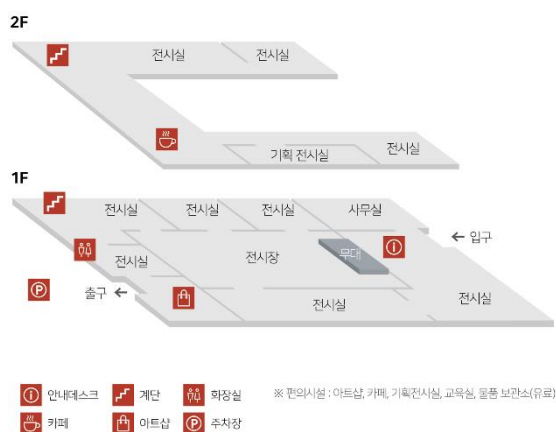 2F
전시실
전시실
기획 전시실
전시실
1F
전시실
전시실
전시실
사무실
← 입구
전시실
전시장
무대
출구 ←
전시실
전시실
안내데스크
계단
화장실
※ 편의시설 : 아트샵, 카페, 기획전시실, 교육실, 물품 보관소(유료)
카페
아트샵
P 주차장
P